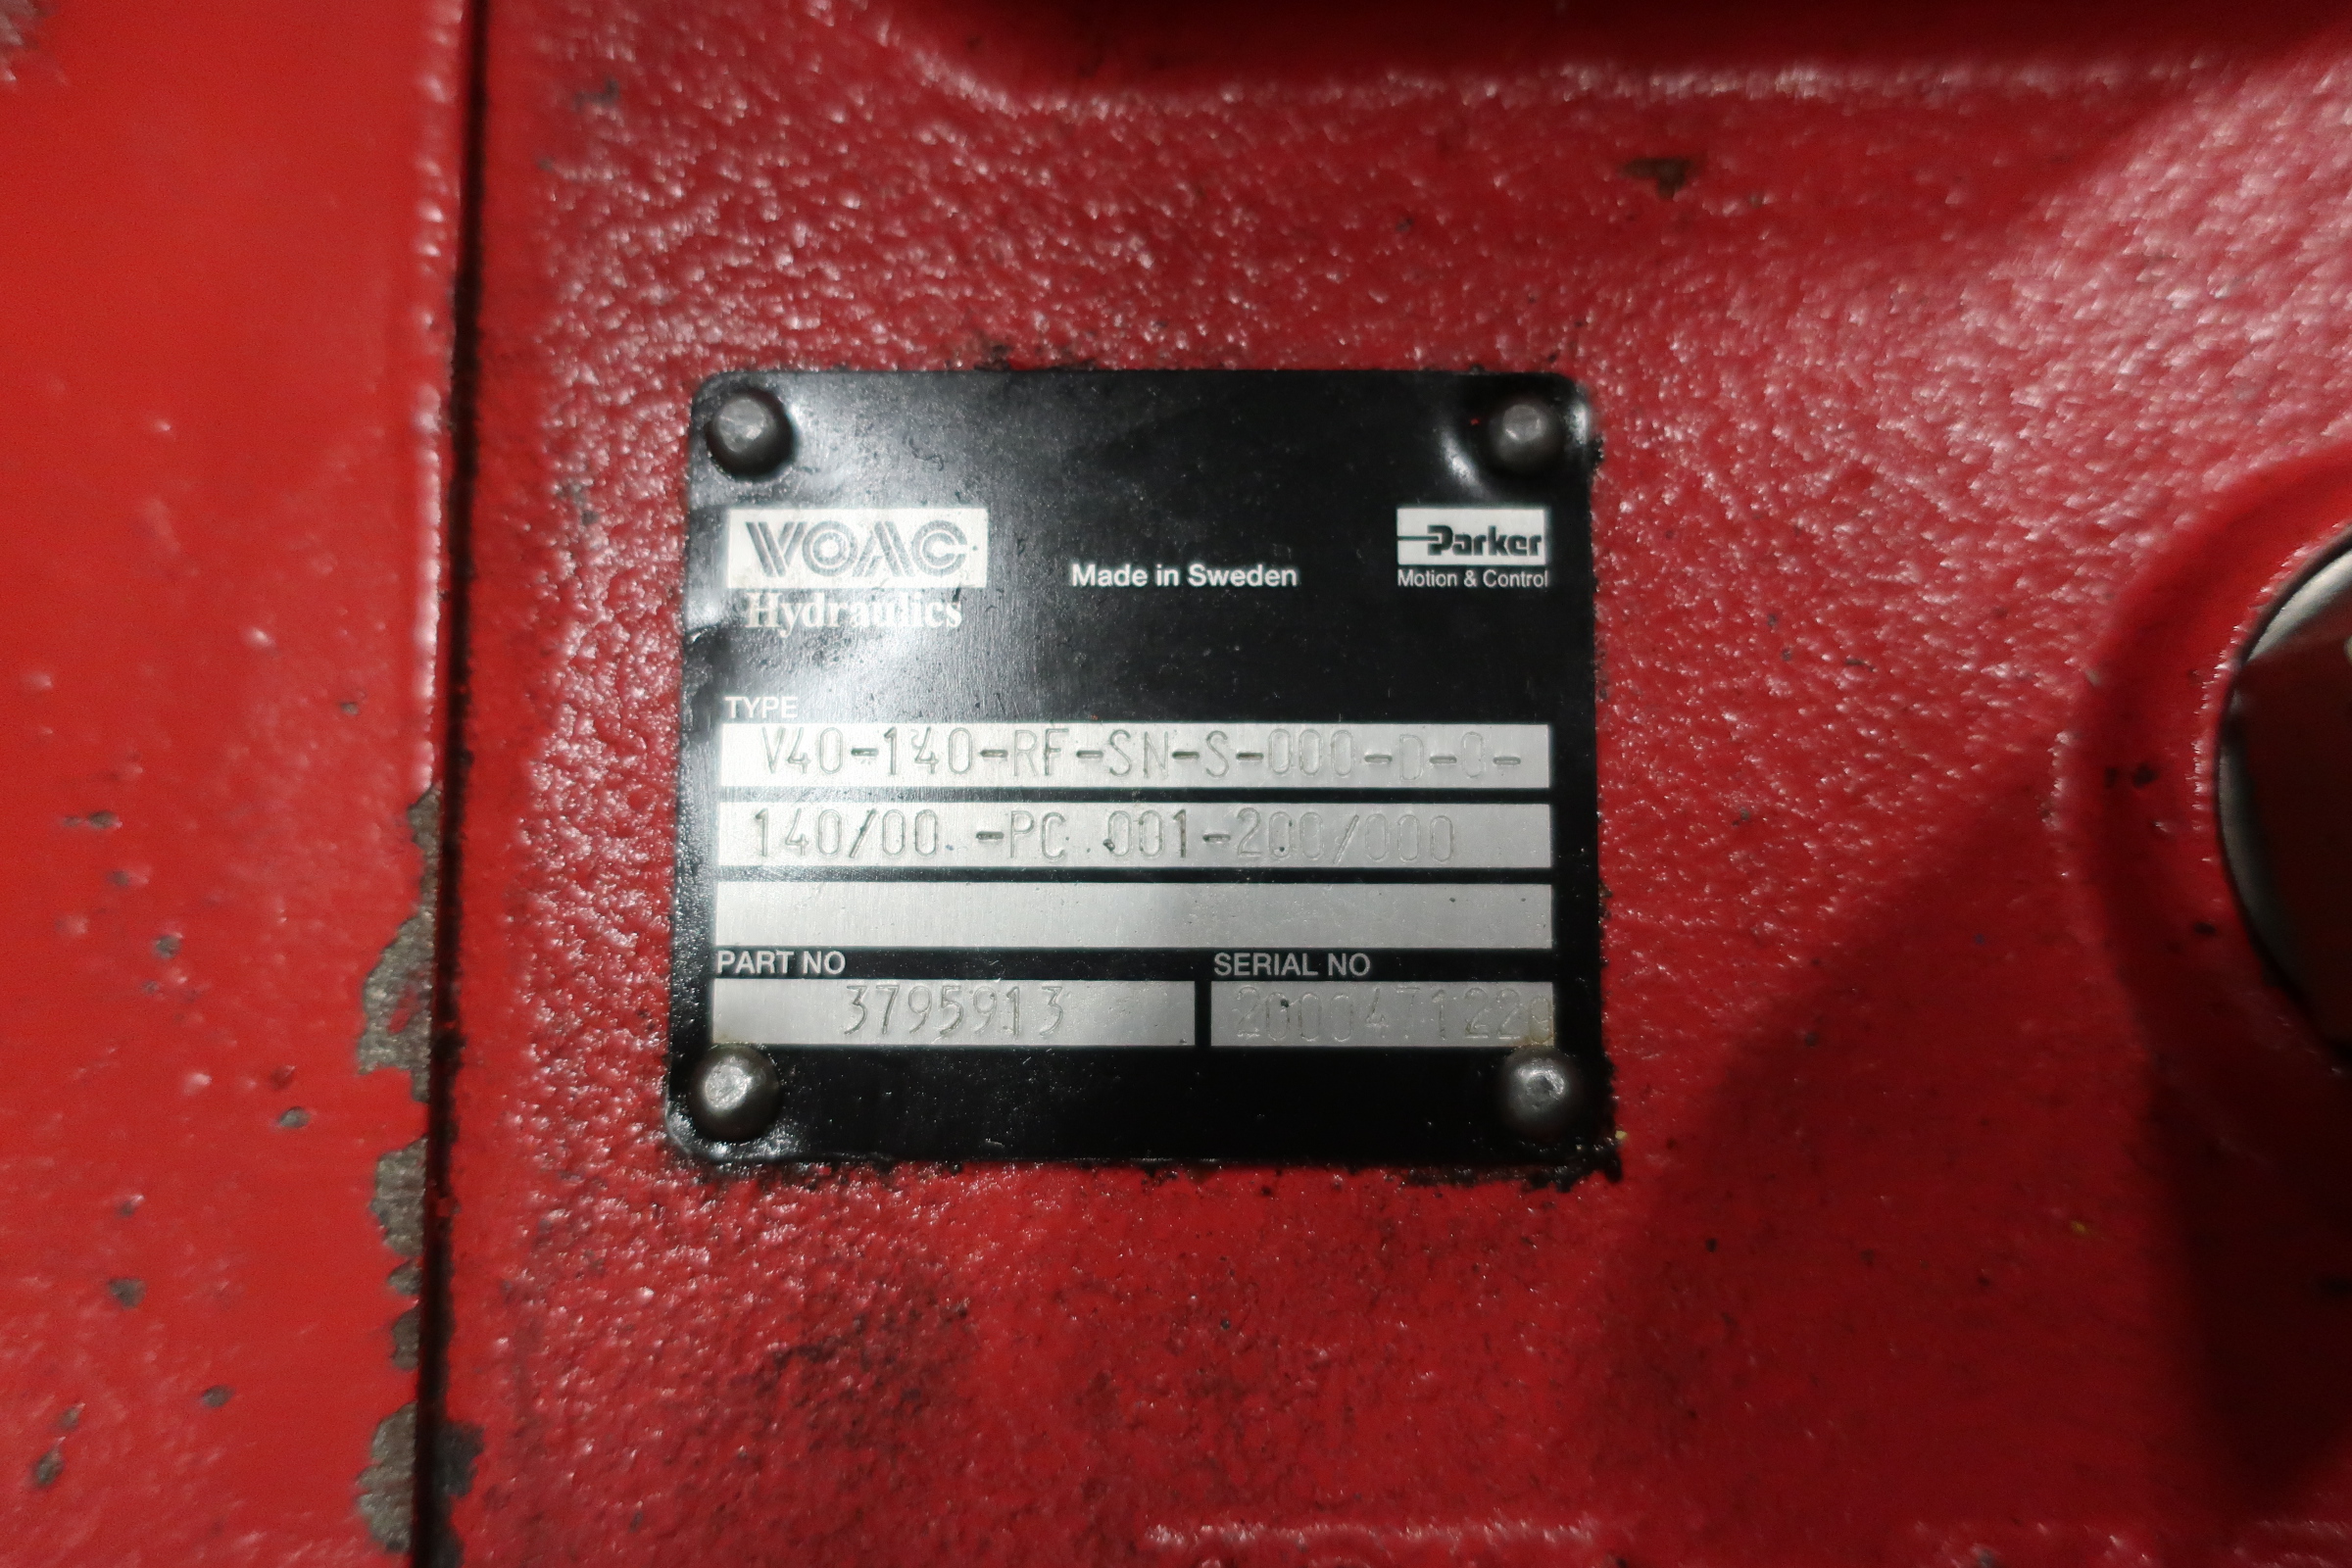 VOAC
Hydraulics
Made in Sweden
Parker
Motion & Control
TYPE
V40-140-RF-SN-S-000-D-0-
140/00 -PC 001-200/000
PART NO
SERIAL NO
3795913